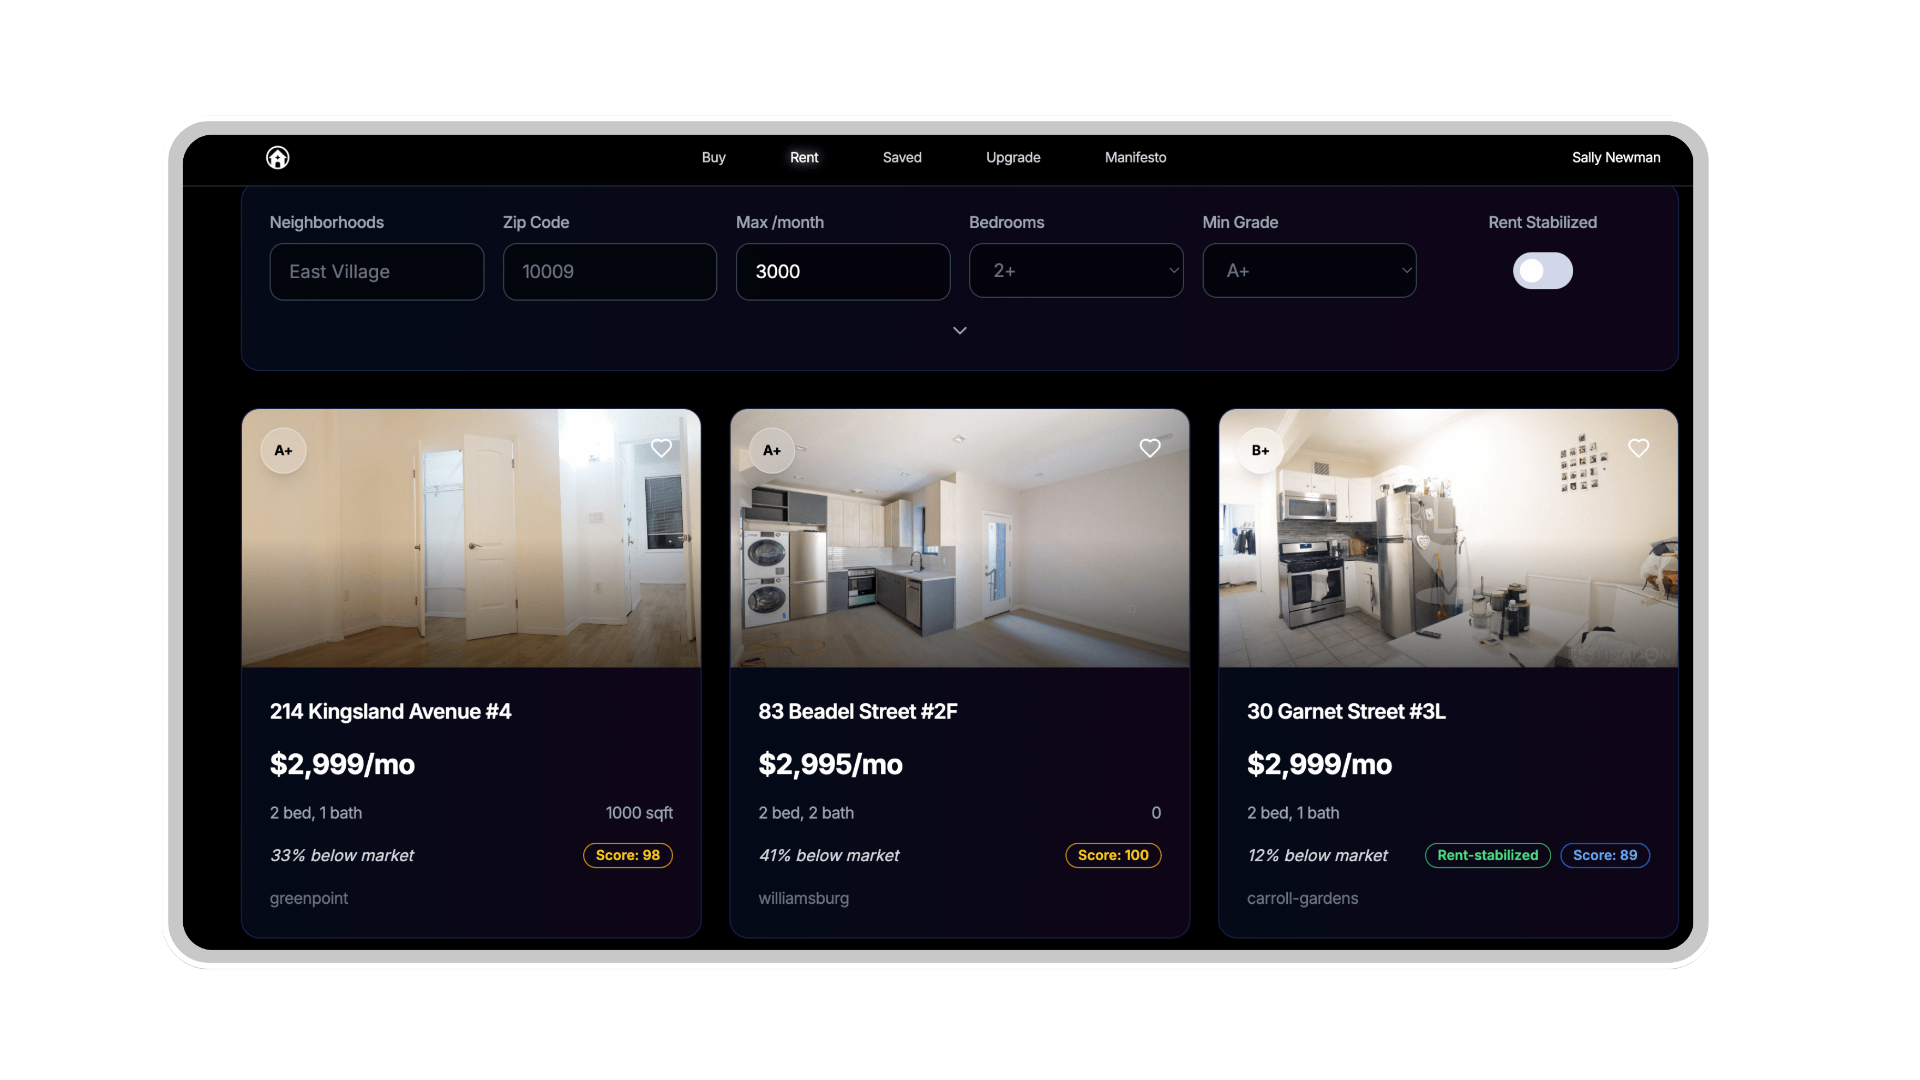 Buy Rent Saved Upgrade Manifesto Sally Newman
Neighborhoods Zip Code Max /month Bedrooms Min Grade Rent Stabilized
East Village 10009 3000 2+ A+
A+
214 Kingsland Avenue #4
$2,999/mo
2 bed, 1 bath 1000 sqft
33% below market Score: 98
greenpoint
A+
83 Beadel Street #2F
$2,995/mo
2 bed, 2 bath 0
41% below market Score: 100
williamsburg
B+
30 Garnet Street #3L
$2,999/mo
2 bed, 1 bath
12% below market Rent-stabilized Score: 89
carroll-gardens